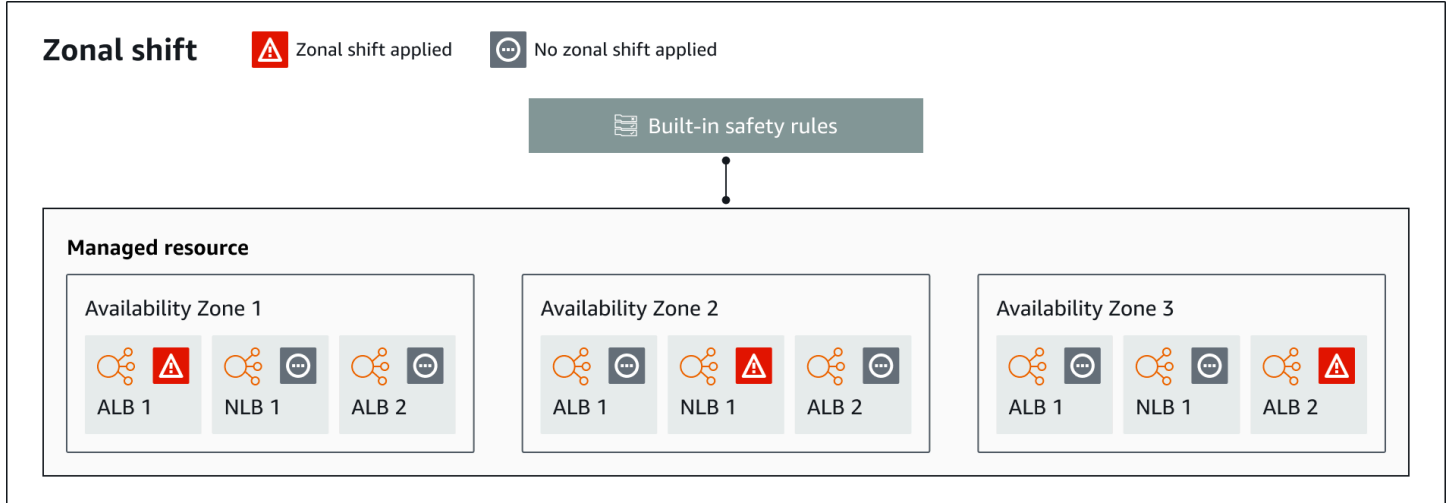 Zonal shift
Zonal shift applied
No zonal shift applied
Built-in safety rules
Managed resource
Availability Zone 1
ALB 1
NLB 1
ALB 2
Availability Zone 2
ALB 1
NLB 1
ALB 2
Availability Zone 3
ALB 1
NLB 1
ALB 2